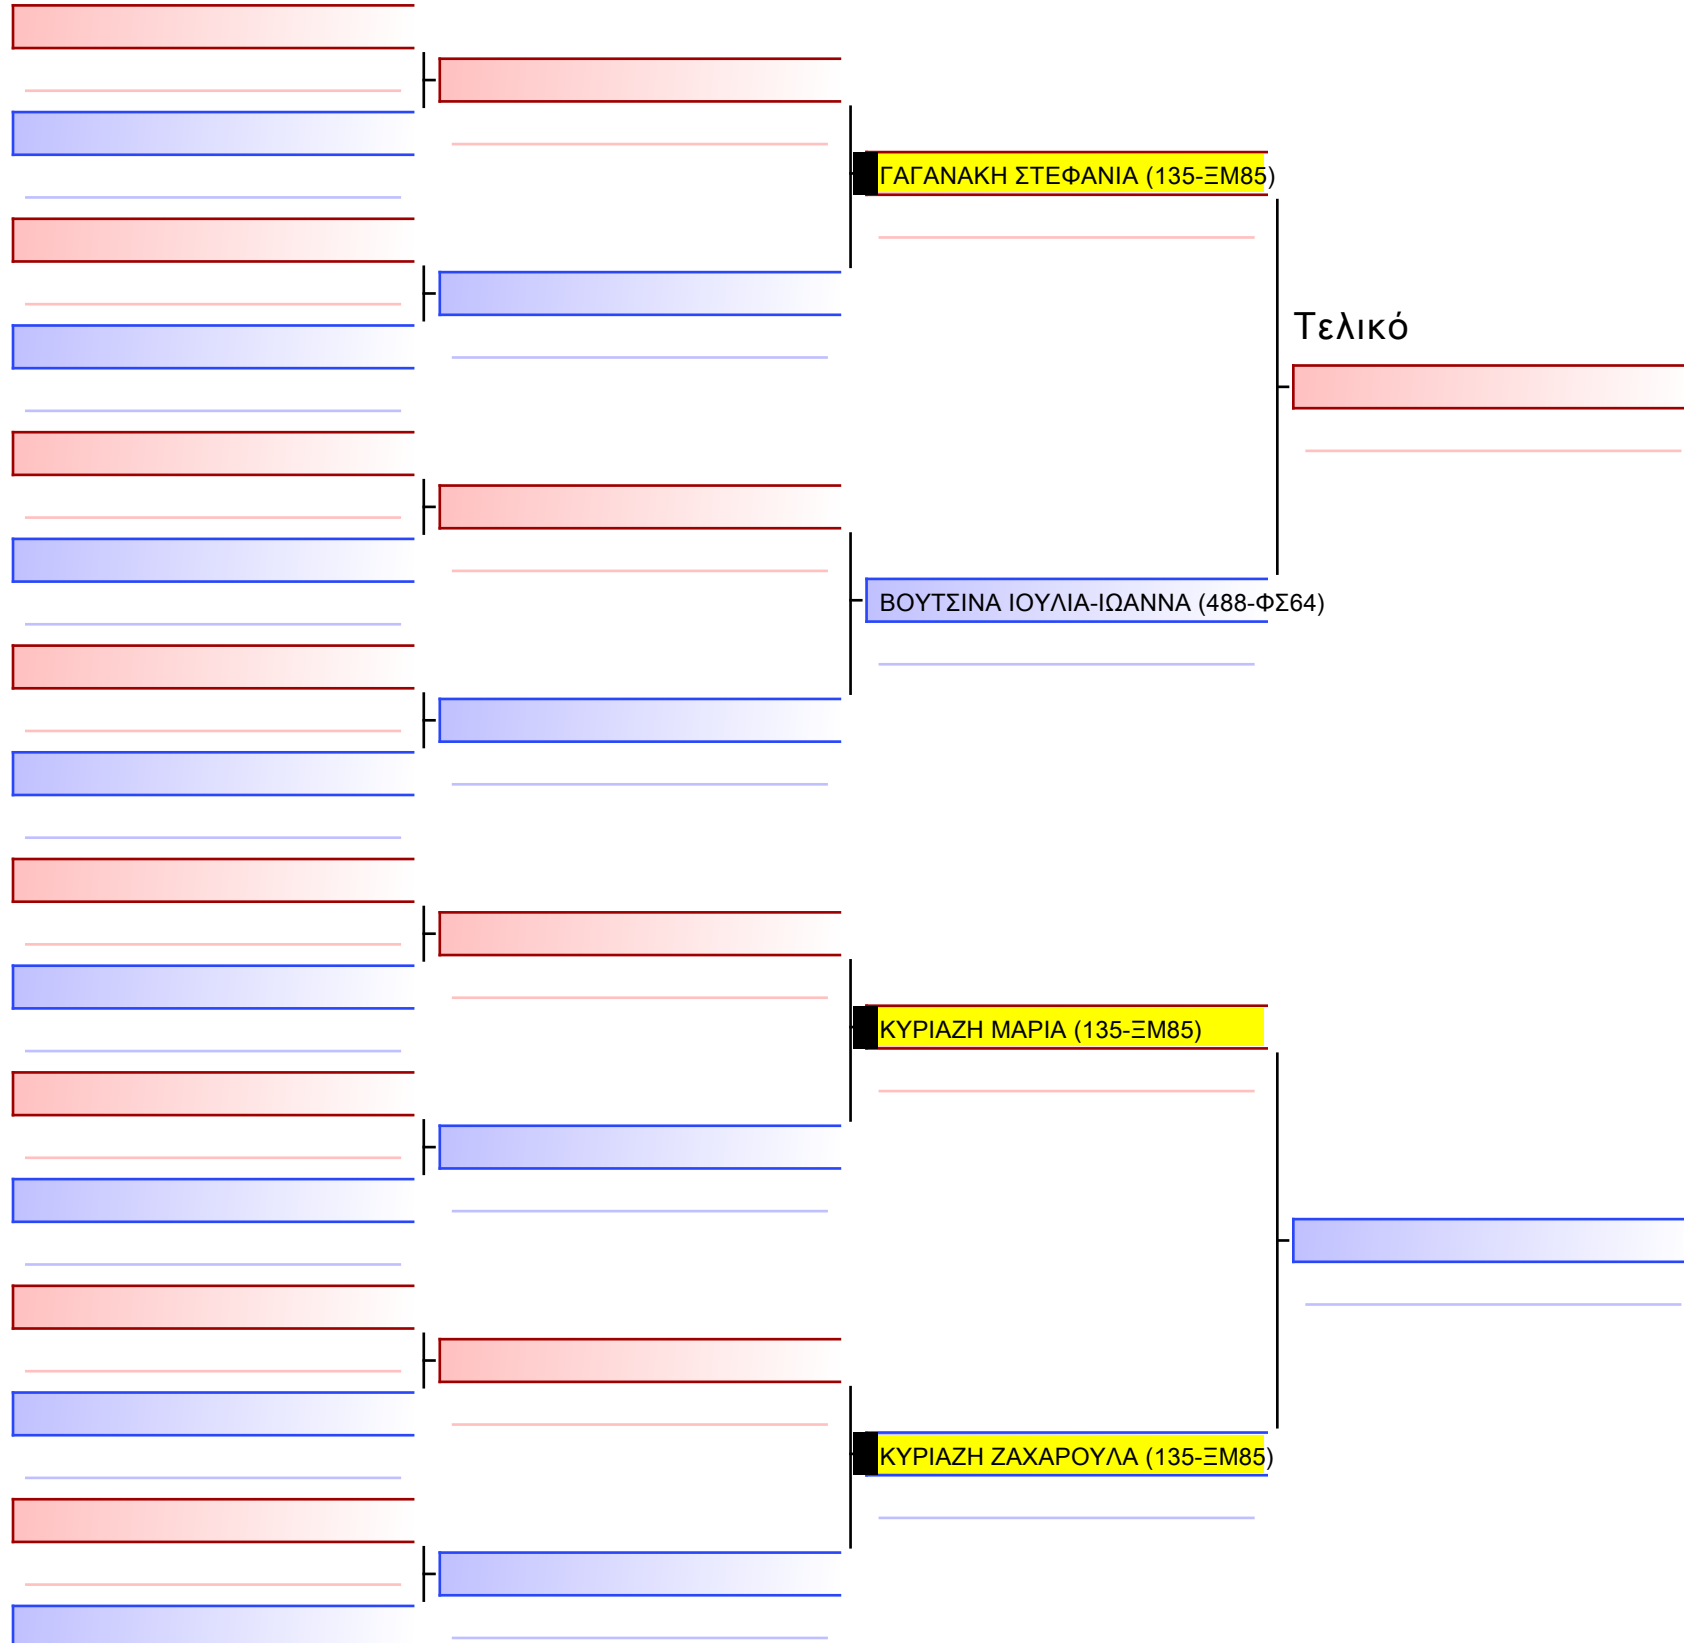 ΓΑΓΑΝΑΚΗ ΣΤΕΦΑΝΙΑ (135-ΞΜ85)
Τελικό
ΒΟΥΤΣΙΝΑ ΙΟΥΛΙΑ-ΙΩΑΝΝΑ (488-ΦΣ64)
ΚΥΡΙΑΖΗ ΜΑΡΙΑ (135-ΞΜ85)
ΚΥΡΙΑΖΗ ΖΑΧΑΡΟΥΛΑ (135-ΞΜ85)